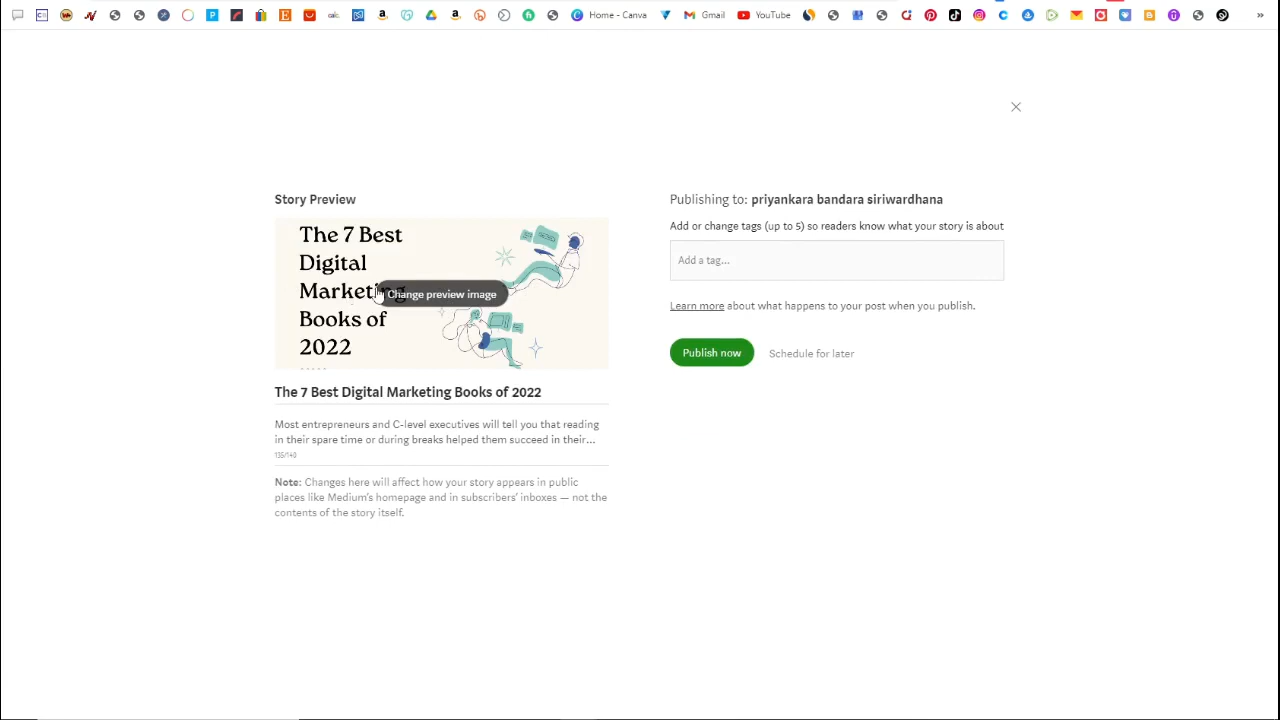 Home - Canva
Gmail
YouTube
»
Story Preview
The 7 Best
Digital
Marketing
Books of
2022
Change preview image
The 7 Best Digital Marketing Books of 2022
Most entrepreneurs and C-level executives will tell you that reading
in their spare time or during breaks helped them succeed in their...
135/140
Note: Changes here will affect how your story appears in public
places like Medium's homepage and in subscribers' inboxes — not the
contents of the story itself.
Publishing to: priyankara bandara siriwardhana
Add or change tags (up to 5) so readers know what your story is about
Add a tag...
Learn more about what happens to your post when you publish.
Publish now
Schedule for later